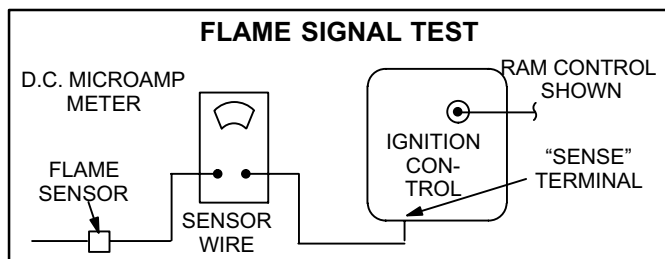 FLAME SIGNAL TEST
D.C. MICROAMP
METER
RAM CONTROL
SHOWN
IGNITION
CON-
TROL
“SENSE”
TERMINAL
FLAME
SENSOR
SENSOR
WIRE